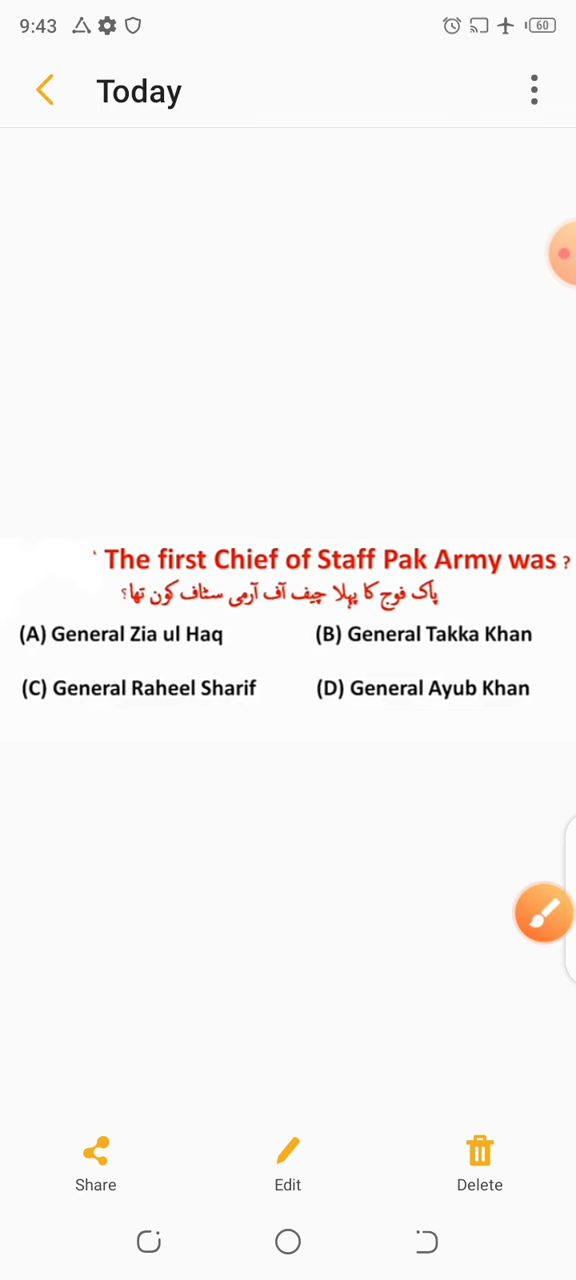 9:43
60
Today
The first Chief of Staff Pak Army was ?
پاک فوج کا پہلا چیف آف آرمی سٹاف کون تھا؟
(A) General Zia ul Haq (B) General Takka Khan
(C) General Raheel Sharif (D) General Ayub Khan
Share Edit Delete